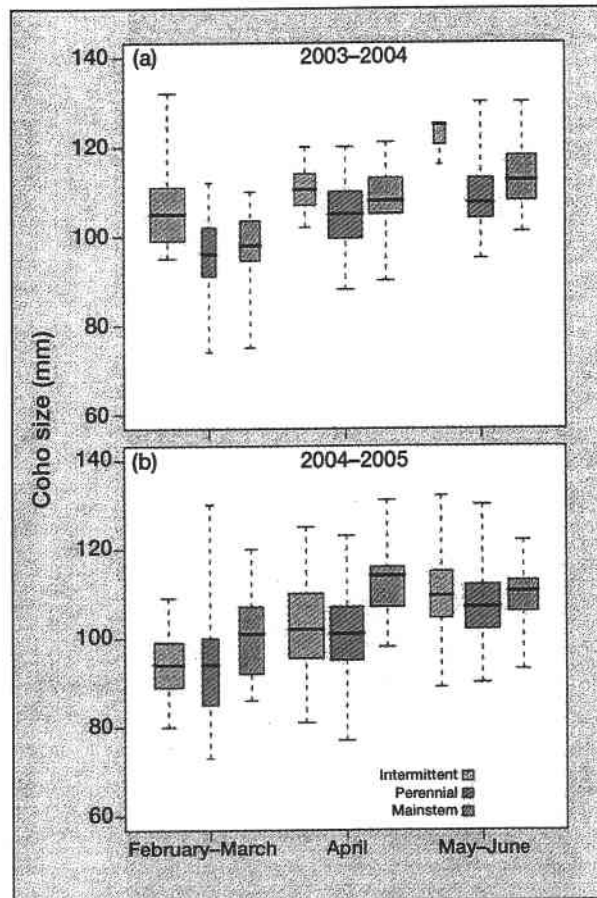 (a) 2003–2004
140
120
100
80
60
Coho size (mm)
(b) 2004–2005
140
120
100
80
60
Intermittent
Perennial
Mainstem
February–March April May–June